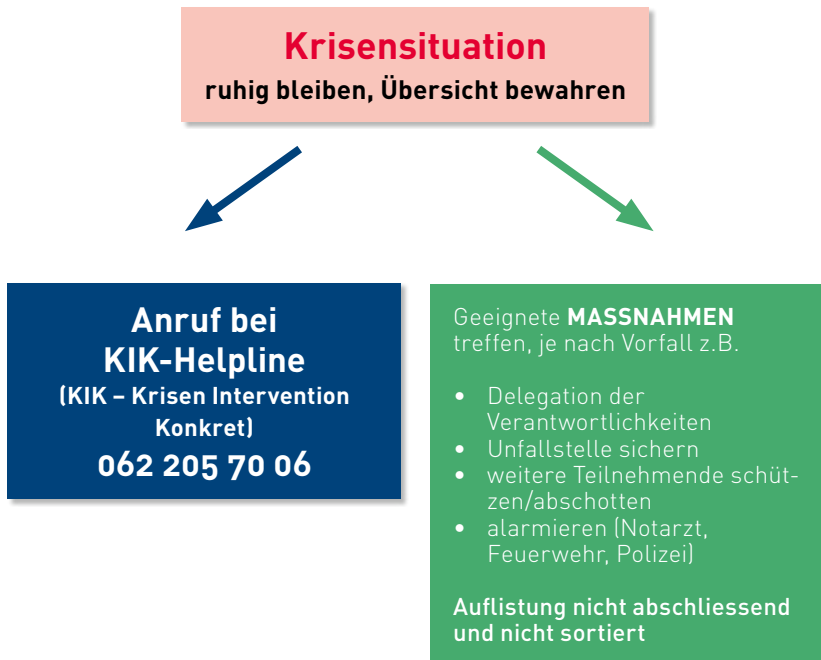 Krisensituation
ruhig bleiben, Übersicht bewahren
Anruf bei
KIK-Helpline
(KIK – Krisen Intervention
Konkret)
062 205 70 06
Geeignete MASSNAHMEN
treffen, je nach Vorfall z.B.
• Delegation der
Verantwortlichkeiten
• Unfallstelle sichern
• weitere Teilnehmende schüt-
zen/abschotten
• alarmieren (Notarzt,
Feuerwehr, Polizei)
Auflistung nicht abschliessend
und nicht sortiert